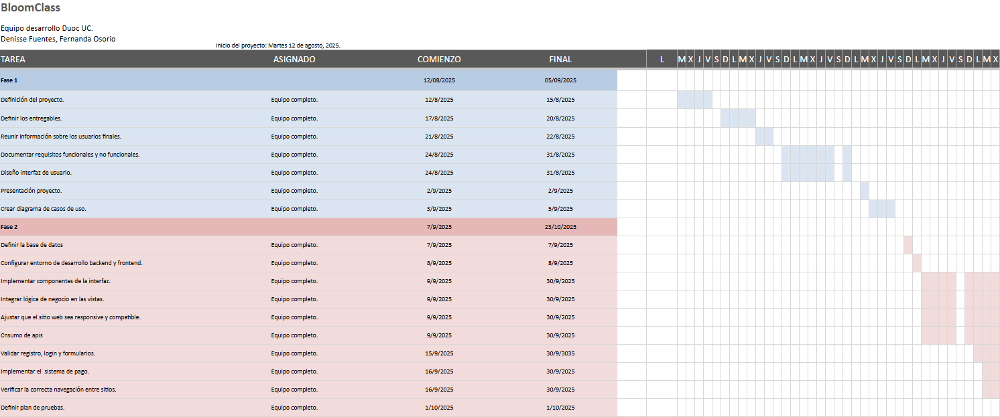 BloomClass
Equipo desarrollo Duoc UC.
Denisse Fuentes, Fernanda Osorio
Inicio del proyecto: Martes 12 de agosto, 2025.
TAREA ASIGNADO COMIENZO FINAL L M X J V S D L M X J V S D L M X J V S D L M X J V S D L M X J V S D L M X
Fase 1 12/08/2025 05/09/2025
Definición del proyecto. Equipo completo. 12/8/2025 15/8/2025
Definir los entregables. Equipo completo. 17/8/2025 20/8/2025
Reunir información sobre los usuarios finales. Equipo completo. 21/8/2025 22/8/2025
Documentar requisitos funcionales y no funcionales. Equipo completo. 24/8/2025 31/8/2025
Diseño interfaz de usuario. Equipo completo. 24/8/2025 31/8/2025
Presentación proyecto. Equipo completo. 2/9/2025 2/9/2025
Crear diagrama de casos de uso. Equipo completo. 3/9/2025 5/9/2025
Fase 2 7/9/2025 23/10/2025
Definir la base de datos Equipo completo. 7/9/2025 7/9/2025
Configurar entorno de desarrollo backend y frontend. Equipo completo. 8/9/2025 8/9/2025
Implementar componentes de la interfaz. Equipo completo. 9/9/2025 30/9/2025
Integrar lógica de negocio en las vistas. Equipo completo. 9/9/2025 30/9/2025
Ajustar que el sitio web sea responsive y compatible. Equipo completo. 9/9/2025 30/9/2025
Cnsumo de apis Equipo completo. 9/9/2025 30/9/2025
Validar registro, login y formularios. Equipo completo. 15/9/2025 30/9/3035
Implementar el  sistema de pago. Equipo completo. 16/9/2025 30/9/2025
Verificar la correcta navegación entre sitios. Equipo completo. 16/9/2025 30/9/2025
Definir plan de pruebas. Equipo completo. 1/10/2025 1/10/2025